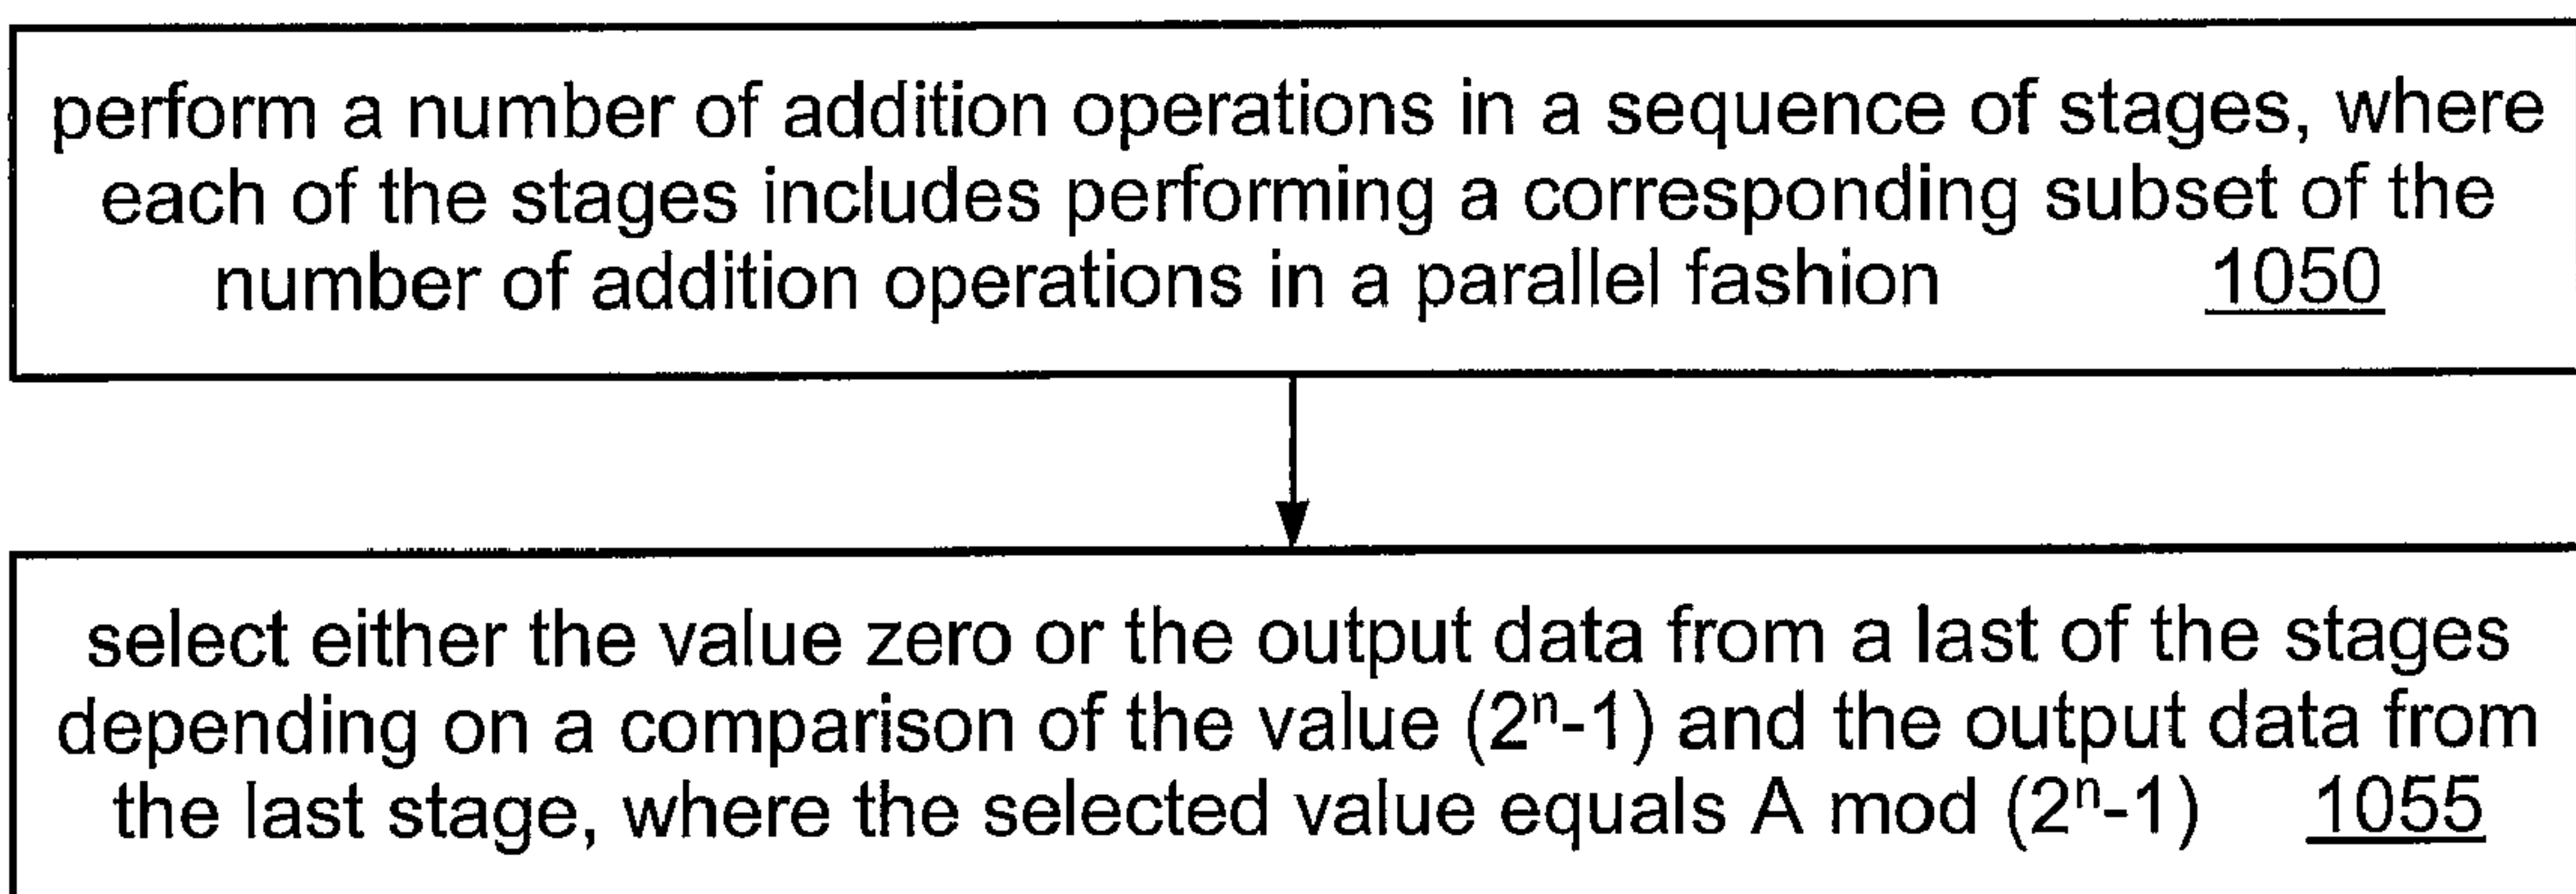 perform a number of addition operations in a sequence of stages, where
each of the stages includes performing a corresponding subset of the
number of addition operations in a parallel fashion 1050
select either the value zero or the output data from a last of the stages
depending on a comparison of the value (2ⁿ-1) and the output data from
the last stage, where the selected value equals A mod (2ⁿ-1) 1055